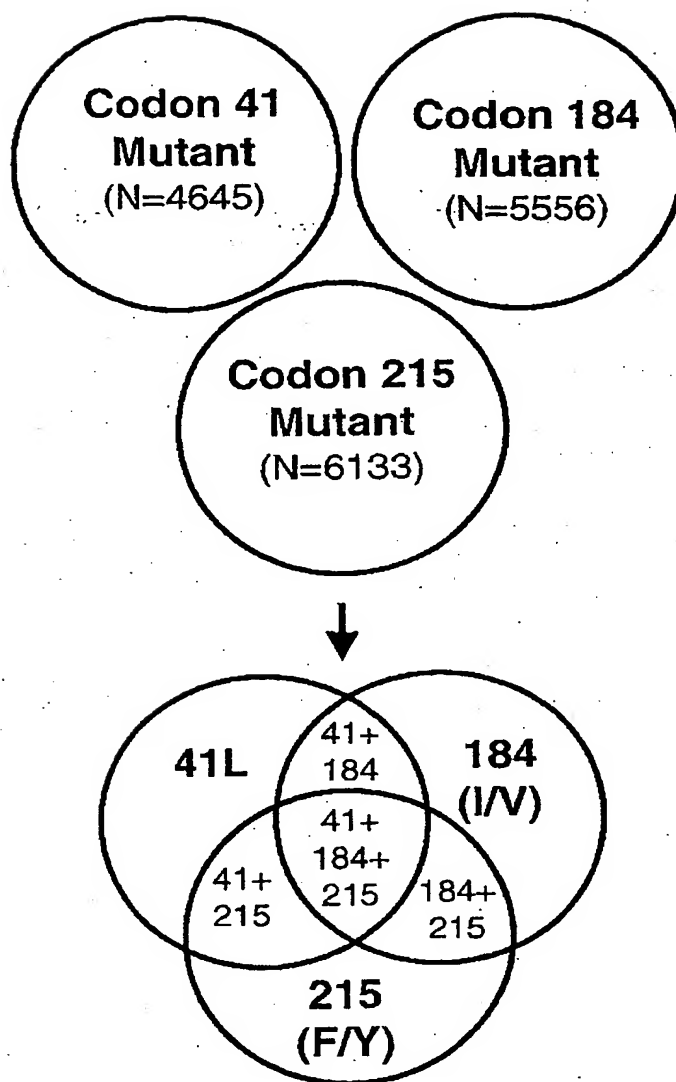 Codon 41
Mutant
(N=4645)
Codon 184
Mutant
(N=5556)
Codon 215
Mutant
(N=6133)
41L
41+
184
184
(I/V)
41+
184+
215
41+
215
184+
215
215
(F/Y)